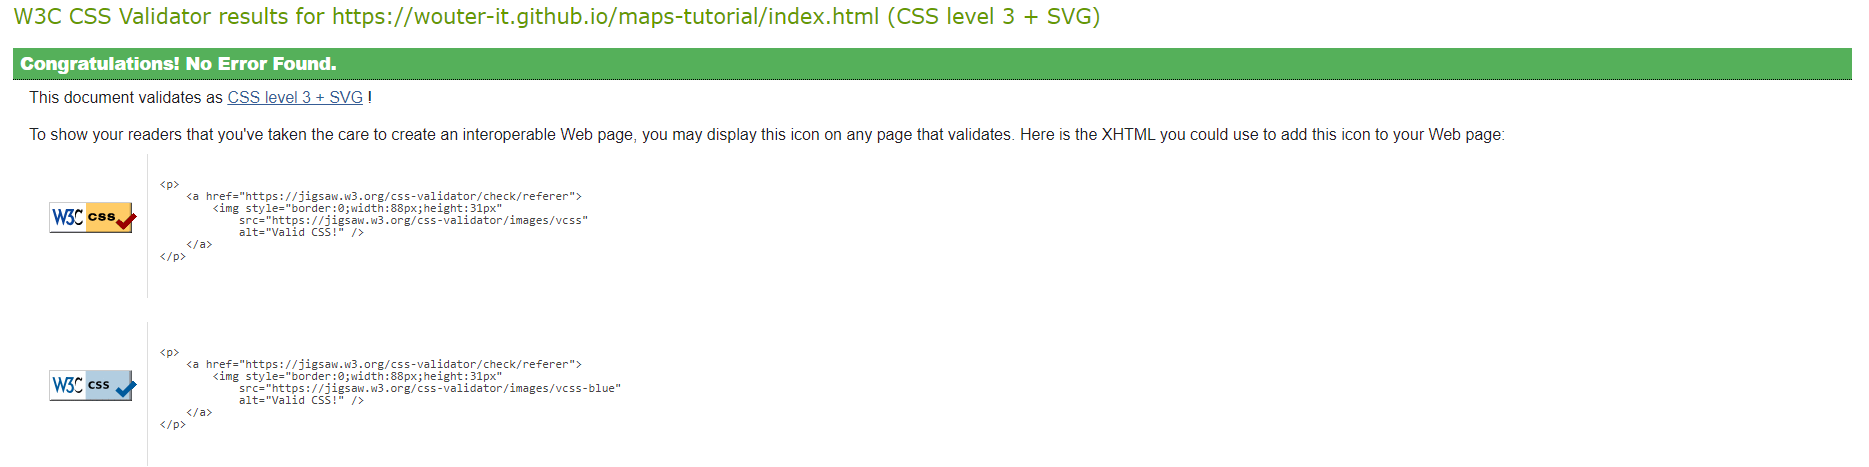 W3C CSS Validator results for https://wouter-it.github.io/maps-tutorial/index.html (CSS level 3 + SVG)
Congratulations! No Error Found.
This document validates as CSS level 3 + SVG !
To show your readers that you've taken the care to create an interoperable Web page, you may display this icon on any page that validates. Here is the XHTML you could use to add this icon to your Web page:
W3C css
<p>
    <a href="https://jigsaw.w3.org/css-validator/check/referer">
        <img style="border:0;width:88px;height:31px"
            src="https://jigsaw.w3.org/css-validator/images/vcss"
            alt="Valid CSS!" />
    </a>
</p>
W3C css
<p>
    <a href="https://jigsaw.w3.org/css-validator/check/referer">
        <img style="border:0;width:88px;height:31px"
            src="https://jigsaw.w3.org/css-validator/images/vcss-blue"
            alt="Valid CSS!" />
    </a>
</p>